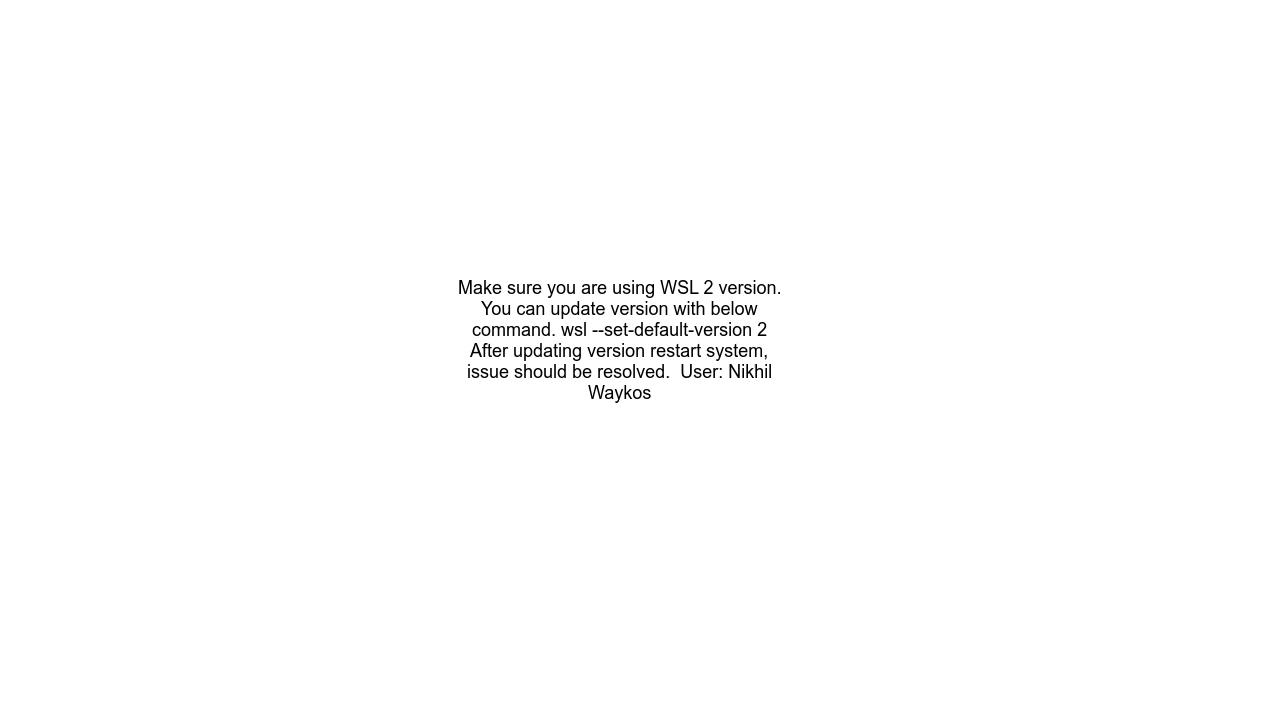 Make sure you are using WSL 2 version.
You can update version with below
command. wsl --set-default-version 2
After updating version restart system,
issue should be resolved.  User: Nikhil
Waykos